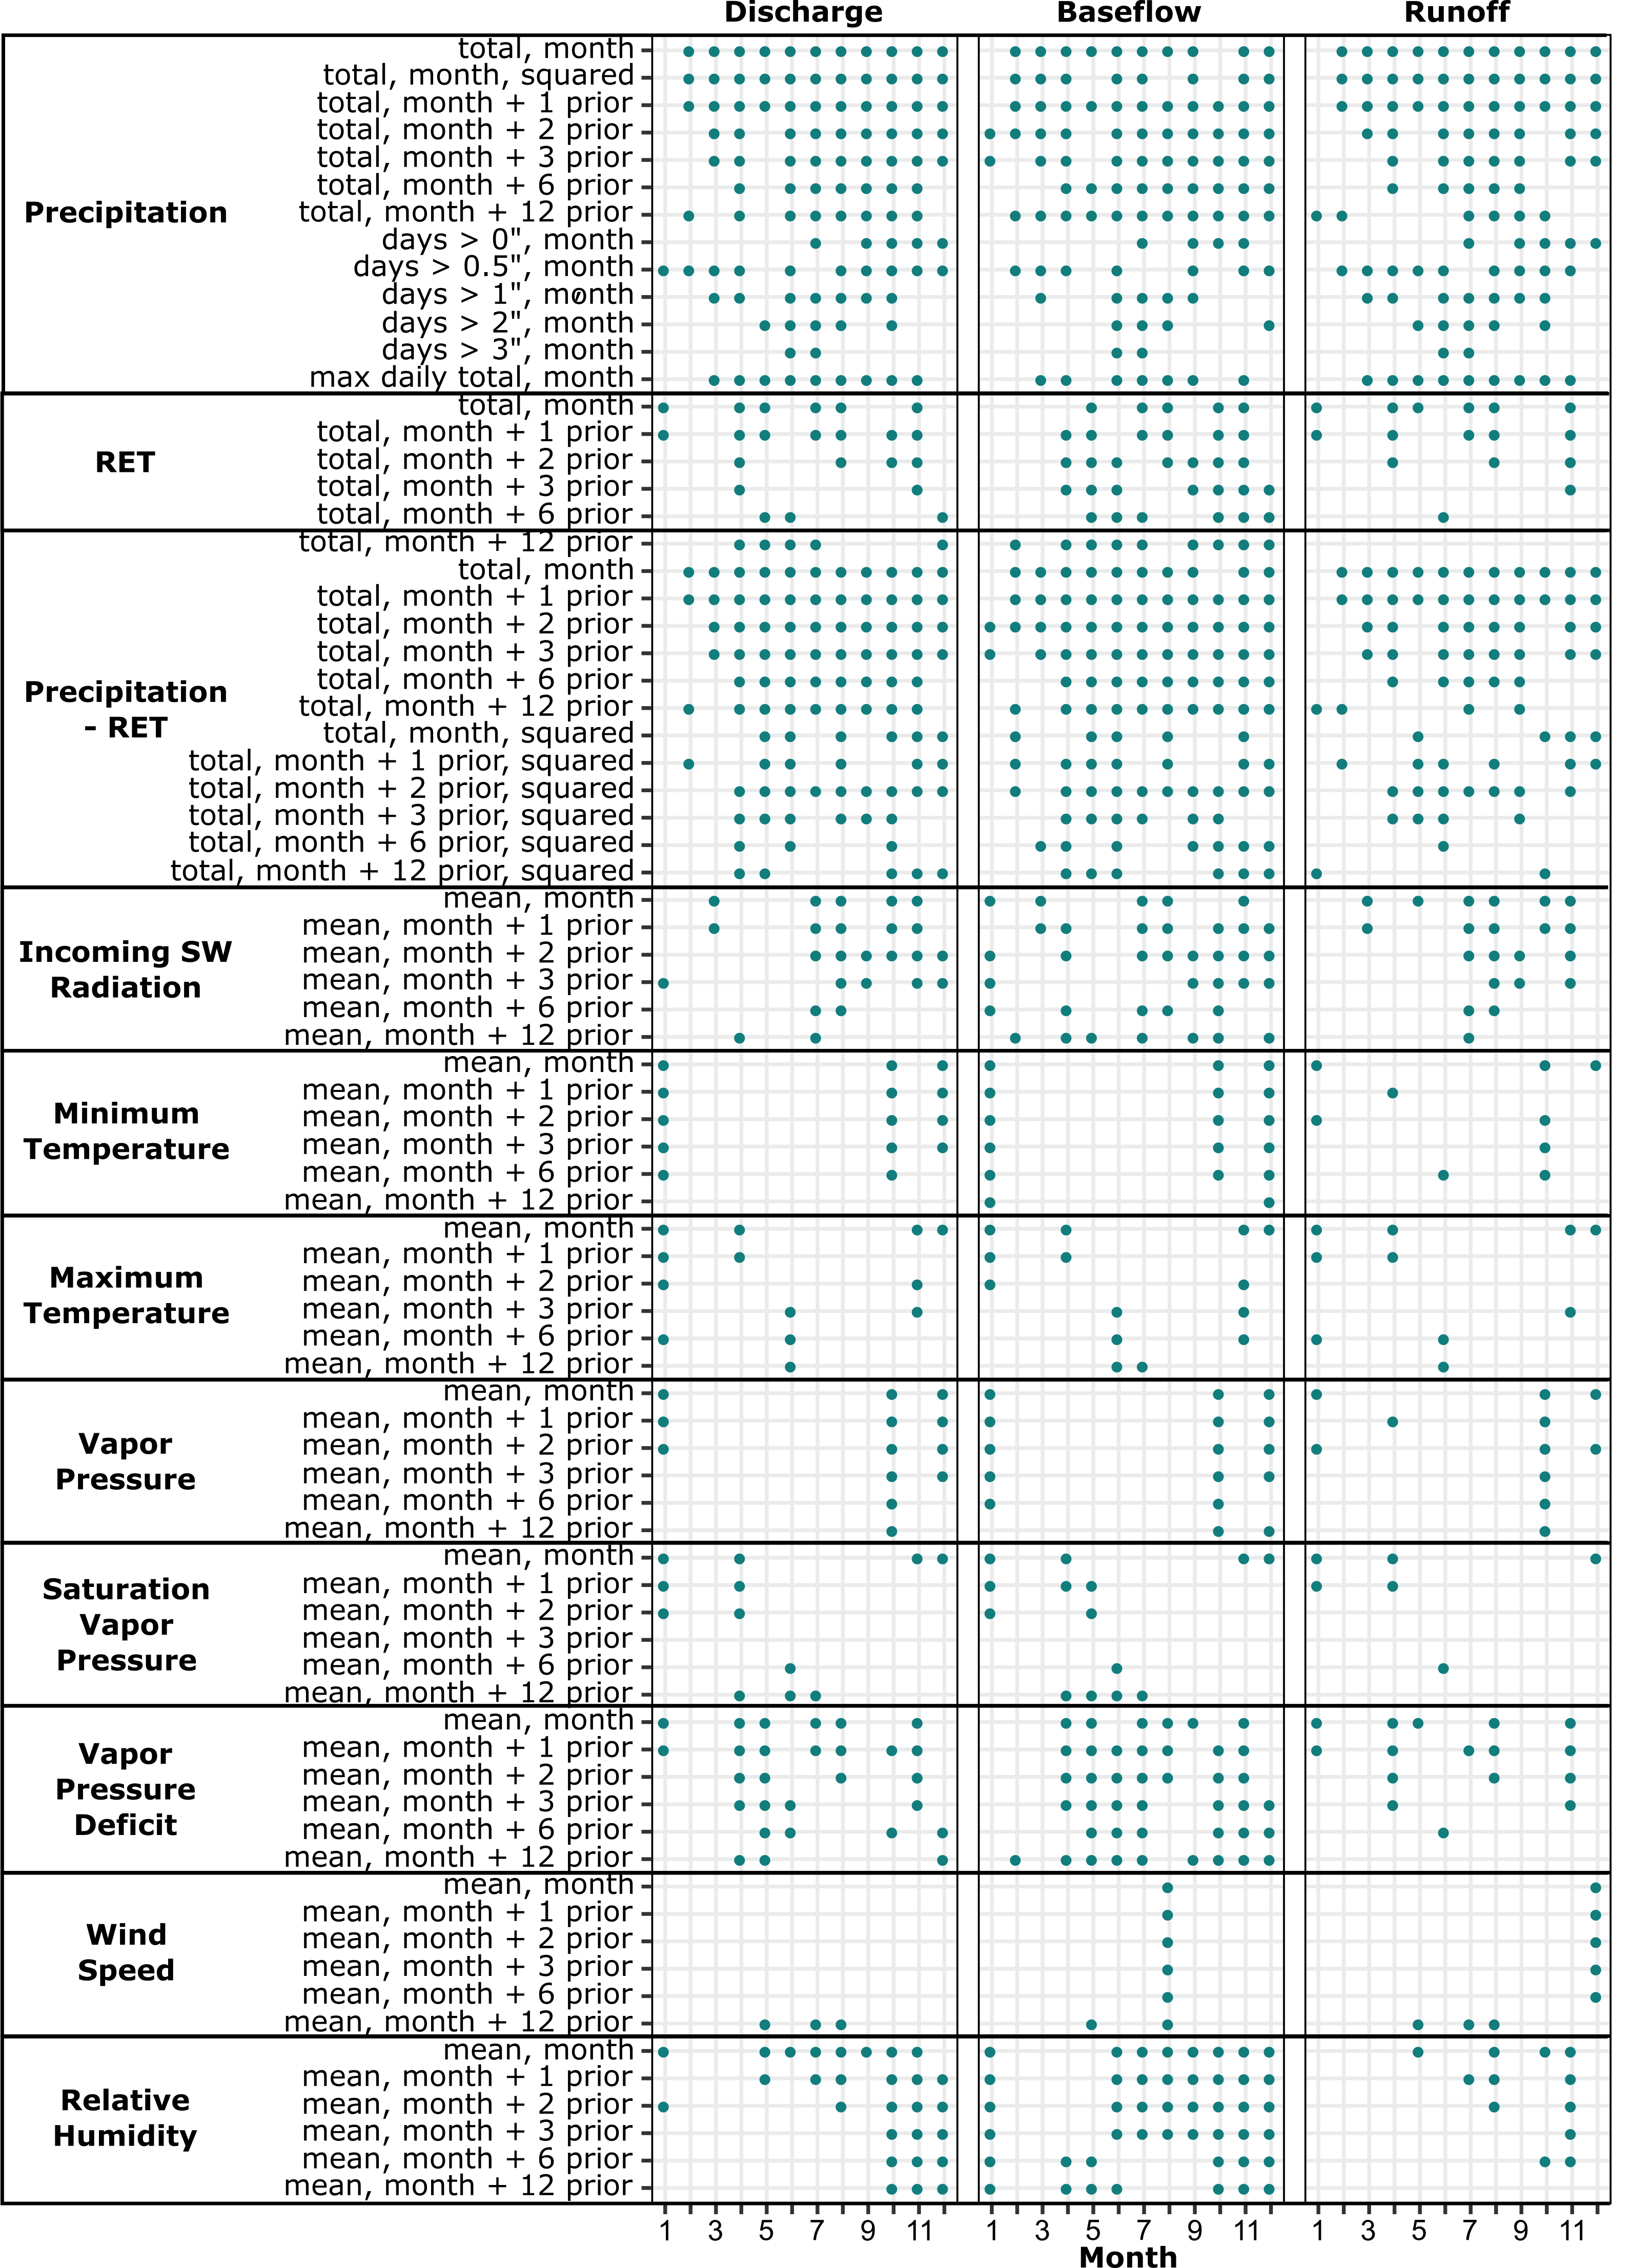 Discharge Baseflow Runoff
Precipitation
total, month
total, month, squared
total, month + 1 prior
total, month + 2 prior
total, month + 3 prior
total, month + 6 prior
total, month + 12 prior
days > 0", month
days > 0.5", month
days > 1", month
days > 2", month
days > 3", month
max daily total, month
RET
total, month
total, month + 1 prior
total, month + 2 prior
total, month + 3 prior
total, month + 6 prior
Precipitation
- RET
total, month + 12 prior
total, month
total, month + 1 prior
total, month + 2 prior
total, month + 3 prior
total, month + 6 prior
total, month + 12 prior
total, month, squared
total, month + 1 prior, squared
total, month + 2 prior, squared
total, month + 3 prior, squared
total, month + 6 prior, squared
total, month + 12 prior, squared
Incoming SW
Radiation
mean, month
mean, month + 1 prior
mean, month + 2 prior
mean, month + 3 prior
mean, month + 6 prior
mean, month + 12 prior
Minimum
Temperature
mean, month
mean, month + 1 prior
mean, month + 2 prior
mean, month + 3 prior
mean, month + 6 prior
mean, month + 12 prior
Maximum
Temperature
mean, month
mean, month + 1 prior
mean, month + 2 prior
mean, month + 3 prior
mean, month + 6 prior
mean, month + 12 prior
Vapor
Pressure
mean, month
mean, month + 1 prior
mean, month + 2 prior
mean, month + 3 prior
mean, month + 6 prior
mean, month + 12 prior
Saturation
Vapor
Pressure
mean, month
mean, month + 1 prior
mean, month + 2 prior
mean, month + 3 prior
mean, month + 6 prior
mean, month + 12 prior
Vapor
Pressure
Deficit
mean, month
mean, month + 1 prior
mean, month + 2 prior
mean, month + 3 prior
mean, month + 6 prior
mean, month + 12 prior
Wind
Speed
mean, month
mean, month + 1 prior
mean, month + 2 prior
mean, month + 3 prior
mean, month + 6 prior
mean, month + 12 prior
Relative
Humidity
mean, month
mean, month + 1 prior
mean, month + 2 prior
mean, month + 3 prior
mean, month + 6 prior
mean, month + 12 prior
1 3 5 7 9 11 1 3 5 7 9 11 1 3 5 7 9 11
Month